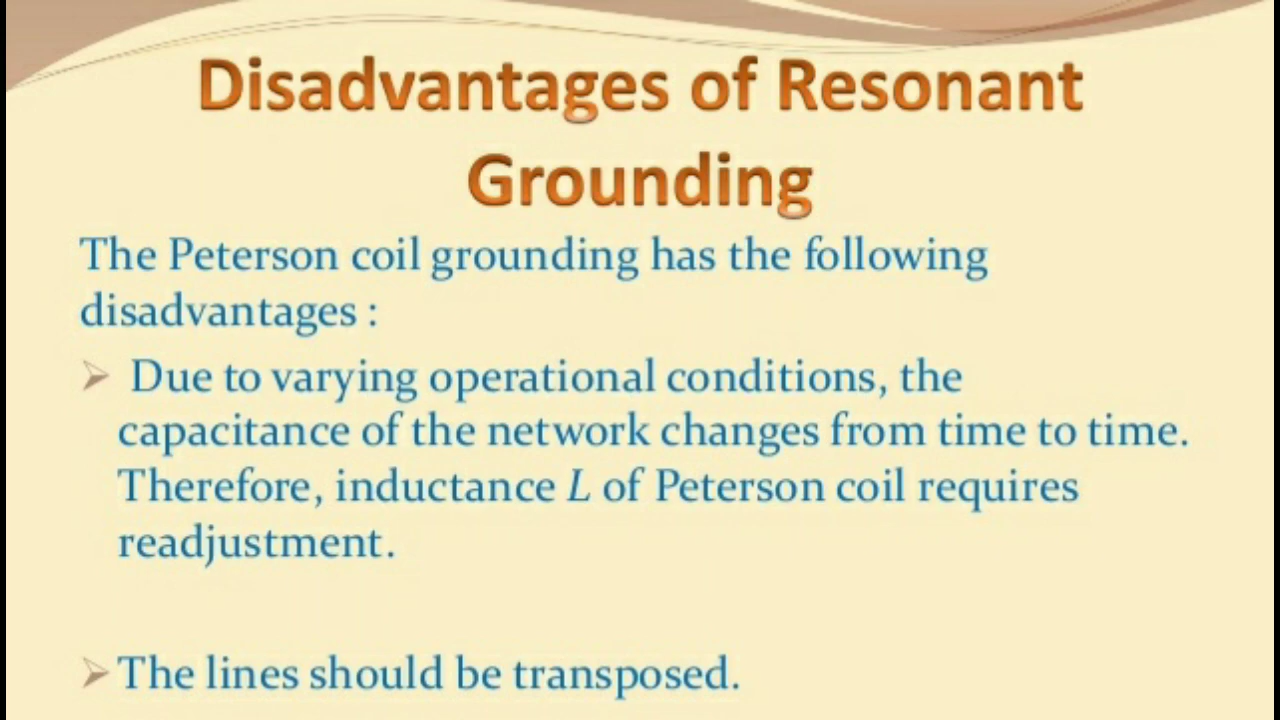 Disadvantages of Resonant
Grounding
The Peterson coil grounding has the following
disadvantages :
➢ Due to varying operational conditions, the
capacitance of the network changes from time to time.
Therefore, inductance L of Peterson coil requires
readjustment.
➢ The lines should be transposed.